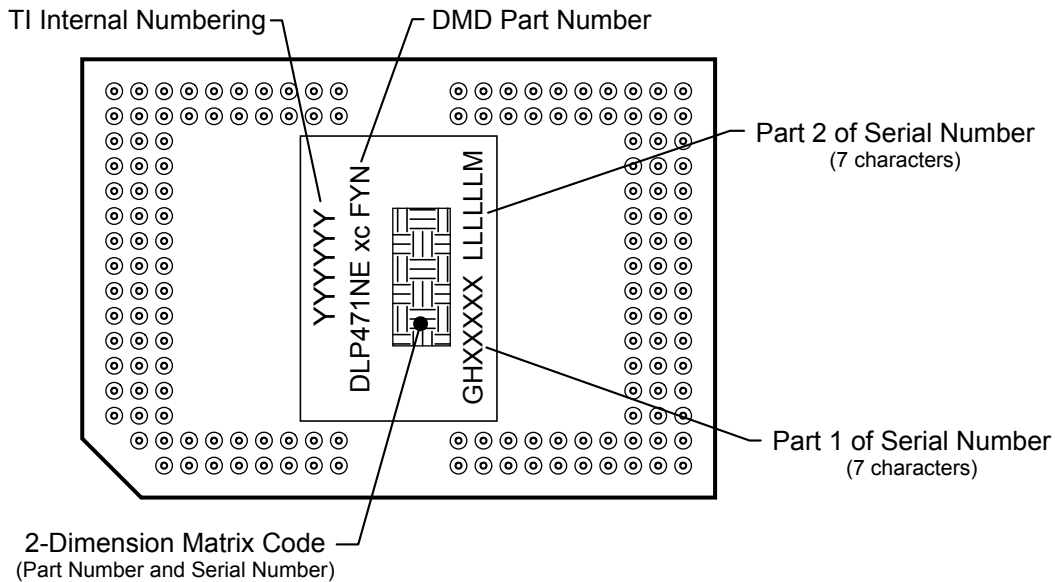 TI Internal Numbering
DMD Part Number
Part 2 of Serial Number
(7 characters)
YYYYYYY
DLP471NE xc FYN
GHXXXXX LLLLLLM
Part 1 of Serial Number
(7 characters)
2-Dimension Matrix Code
(Part Number and Serial Number)